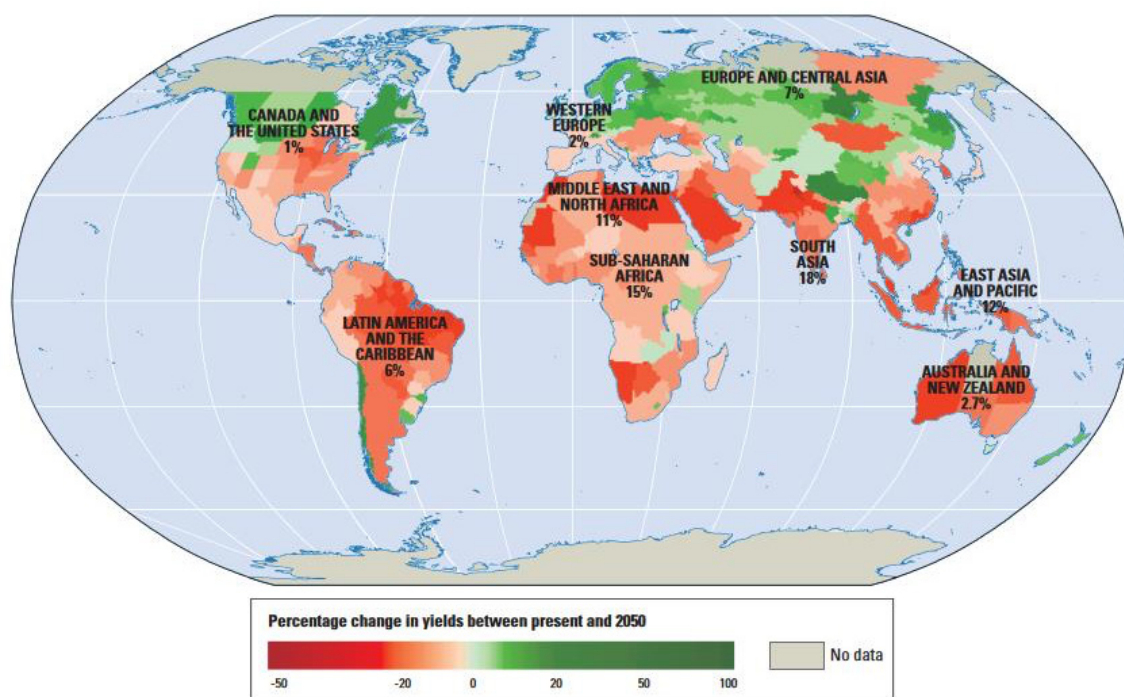 EUROPE AND CENTRAL ASIA
7%
WESTERN
EUROPE
2%
CANADA AND
THE UNITED STATES
1%
MIDDLE EAST AND
NORTH AFRICA
11%
SUB-SAHARAN
AFRICA
15%
SOUTH
ASIA
18%
EAST ASIA
AND PACIFIC
12%
LATIN AMERICA
AND THE
CARIBBEAN
6%
AUSTRALIA AND
NEW ZEALAND
2.7%
Percentage change in yields between present and 2050
No data
-50 -20 0 20 50 100